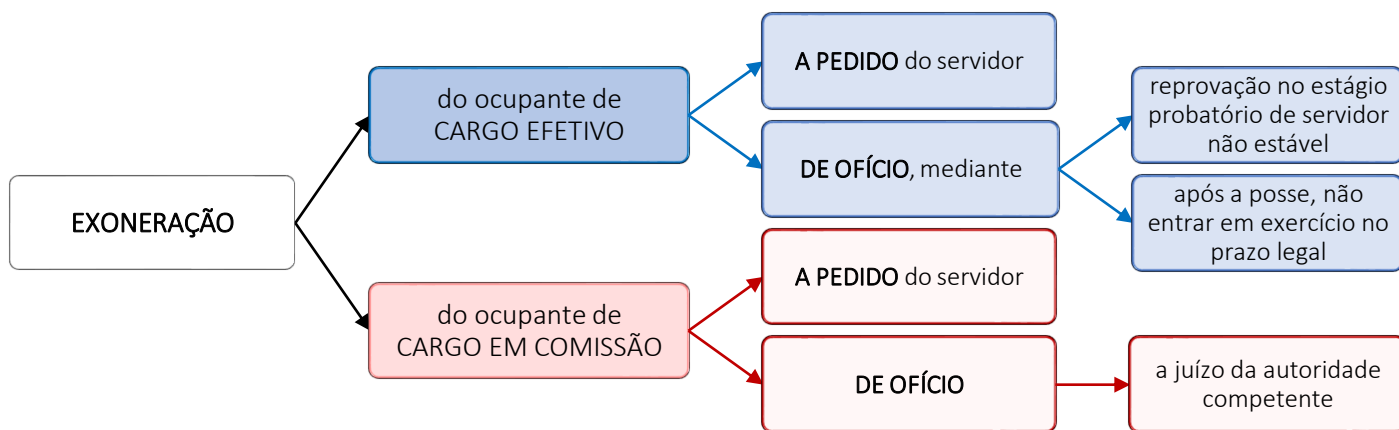 EXONERAÇÃO
do ocupante de
CARGO EFETIVO
A PEDIDO do servidor
DE OFÍCIO, mediante
reprovação no estágio
probatório de servidor
não estável
após a posse, não
entrar em exercício no
prazo legal
do ocupante de
CARGO EM COMISSÃO
A PEDIDO do servidor
DE OFÍCIO
a juízo da autoridade
competente